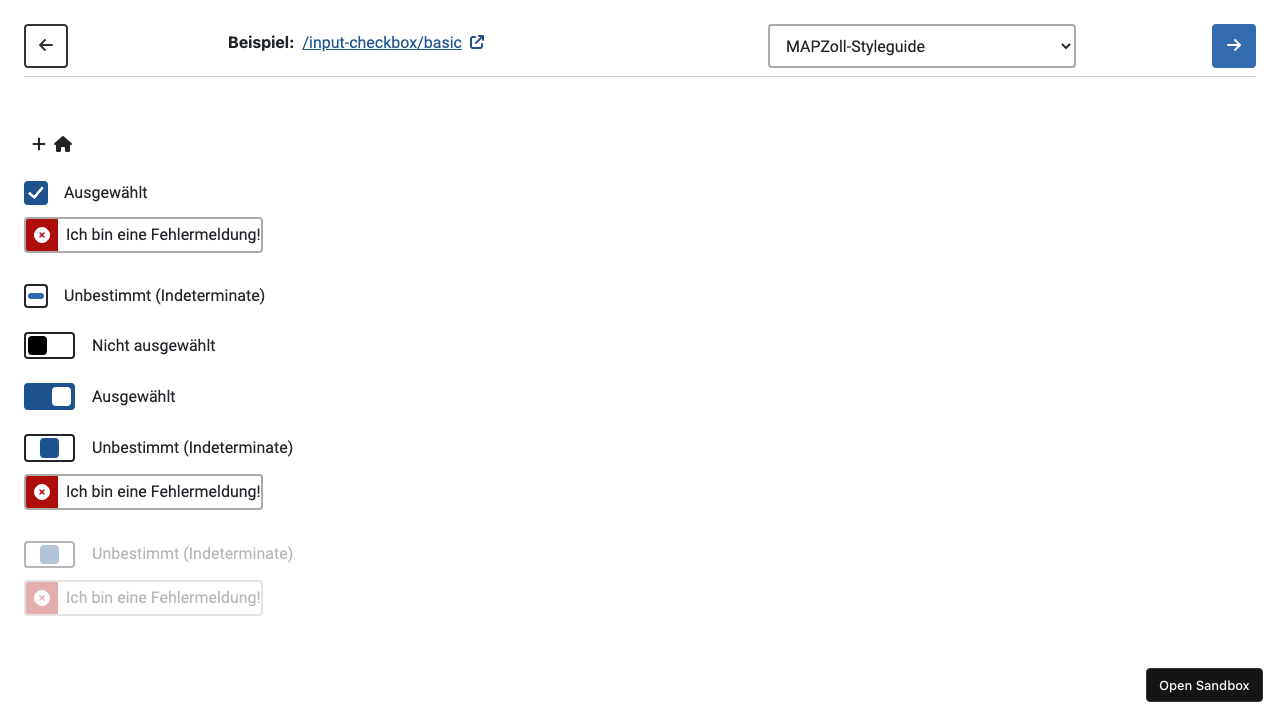 Beispiel: /input-checkbox/basic
MAPZoll-Styleguide
Ausgewählt
Ich bin eine Fehlermeldung!
Unbestimmt (Indeterminate)
Nicht ausgewählt
Ausgewählt
Unbestimmt (Indeterminate)
Ich bin eine Fehlermeldung!
Unbestimmt (Indeterminate)
Ich bin eine Fehlermeldung!
Open Sandbox